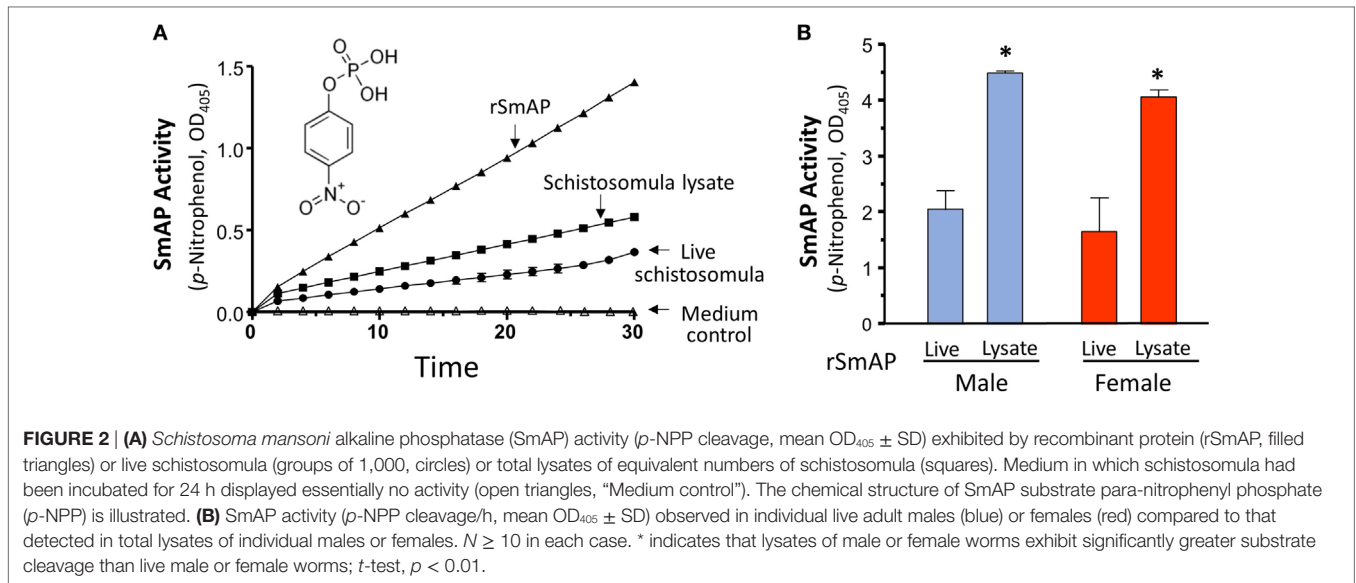 A
O
P
OH
OH
O
N+
O
O-
SmAP Activity
(p-Nitrophenol, OD405)
1.5
1.0
0.5
0.0
0
10
20
30
Time
rSmAP
Schistosomula lysate
Live
schistosomula
Medium
control
B
SmAP Activity
(p-Nitrophenol, OD405)
5
4
3
2
1
0
*
*
rSmAP
Live
Lysate
Live
Lysate
Male
Female
FIGURE 2 | (A) Schistosoma mansoni alkaline phosphatase (SmAP) activity (p-NPP cleavage, mean OD405 ± SD) exhibited by recombinant protein (rSmAP, filled
triangles) or live schistosomula (groups of 1,000, circles) or total lysates of equivalent numbers of schistosomula (squares). Medium in which schistosomula had
been incubated for 24 h displayed essentially no activity (open triangles, “Medium control”). The chemical structure of SmAP substrate para-nitrophenyl phosphate
(p-NPP) is illustrated. (B) SmAP activity (p-NPP cleavage/h, mean OD405 ± SD) observed in individual live adult males (blue) or females (red) compared to that
detected in total lysates of individual males or females. N ≥ 10 in each case. * indicates that lysates of male or female worms exhibit significantly greater substrate
cleavage than live male or female worms; t-test, p < 0.01.